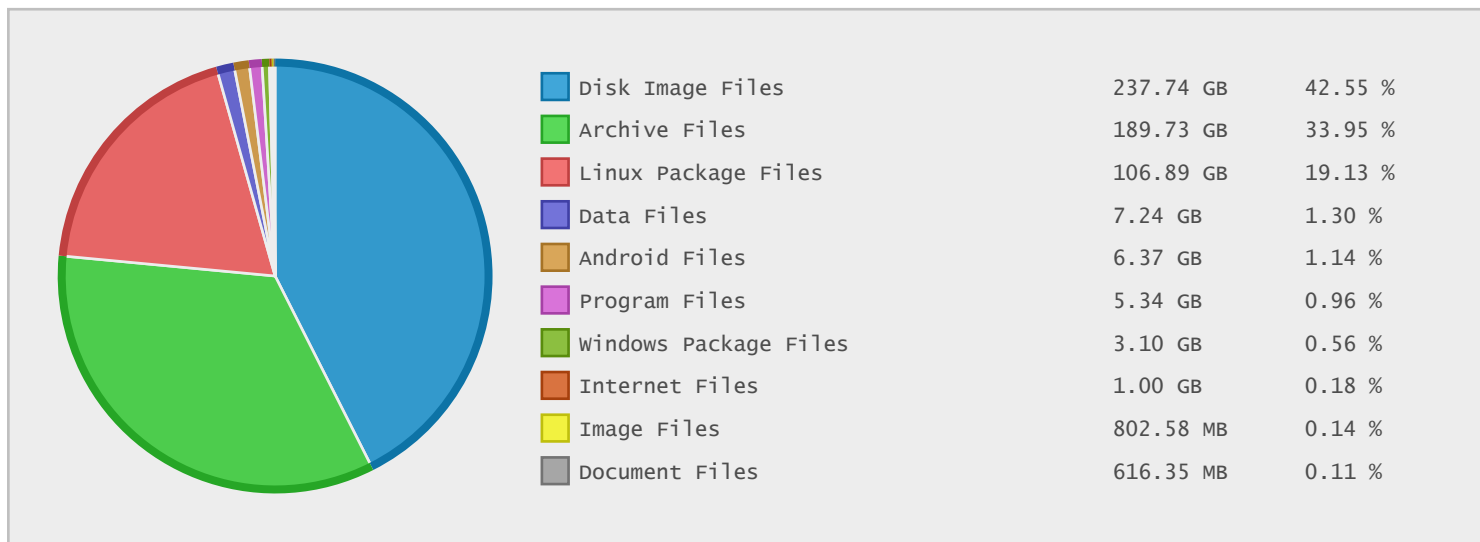 Disk Image Files 237.74 GB 42.55 %
Archive Files 189.73 GB 33.95 %
Linux Package Files 106.89 GB 19.13 %
Data Files 7.24 GB 1.30 %
Android Files 6.37 GB 1.14 %
Program Files 5.34 GB 0.96 %
Windows Package Files 3.10 GB 0.56 %
Internet Files 1.00 GB 0.18 %
Image Files 802.58 MB 0.14 %
Document Files 616.35 MB 0.11 %